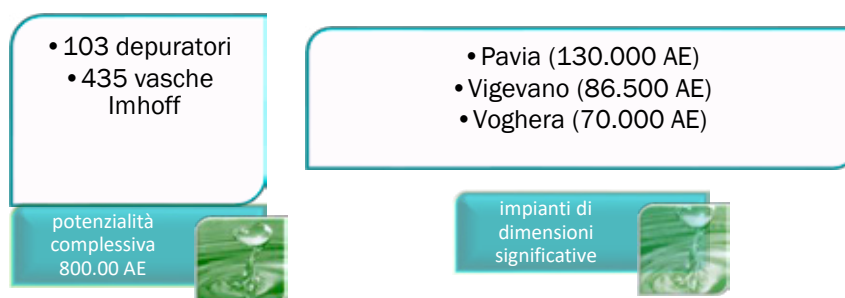 • 103 depuratori
• 435 vasche
Imhoff
potenzialità
complessiva
800.00 AE
• Pavia (130.000 AE)
• Vigevano (86.500 AE)
• Voghera (70.000 AE)
impianti di
dimensioni
significative